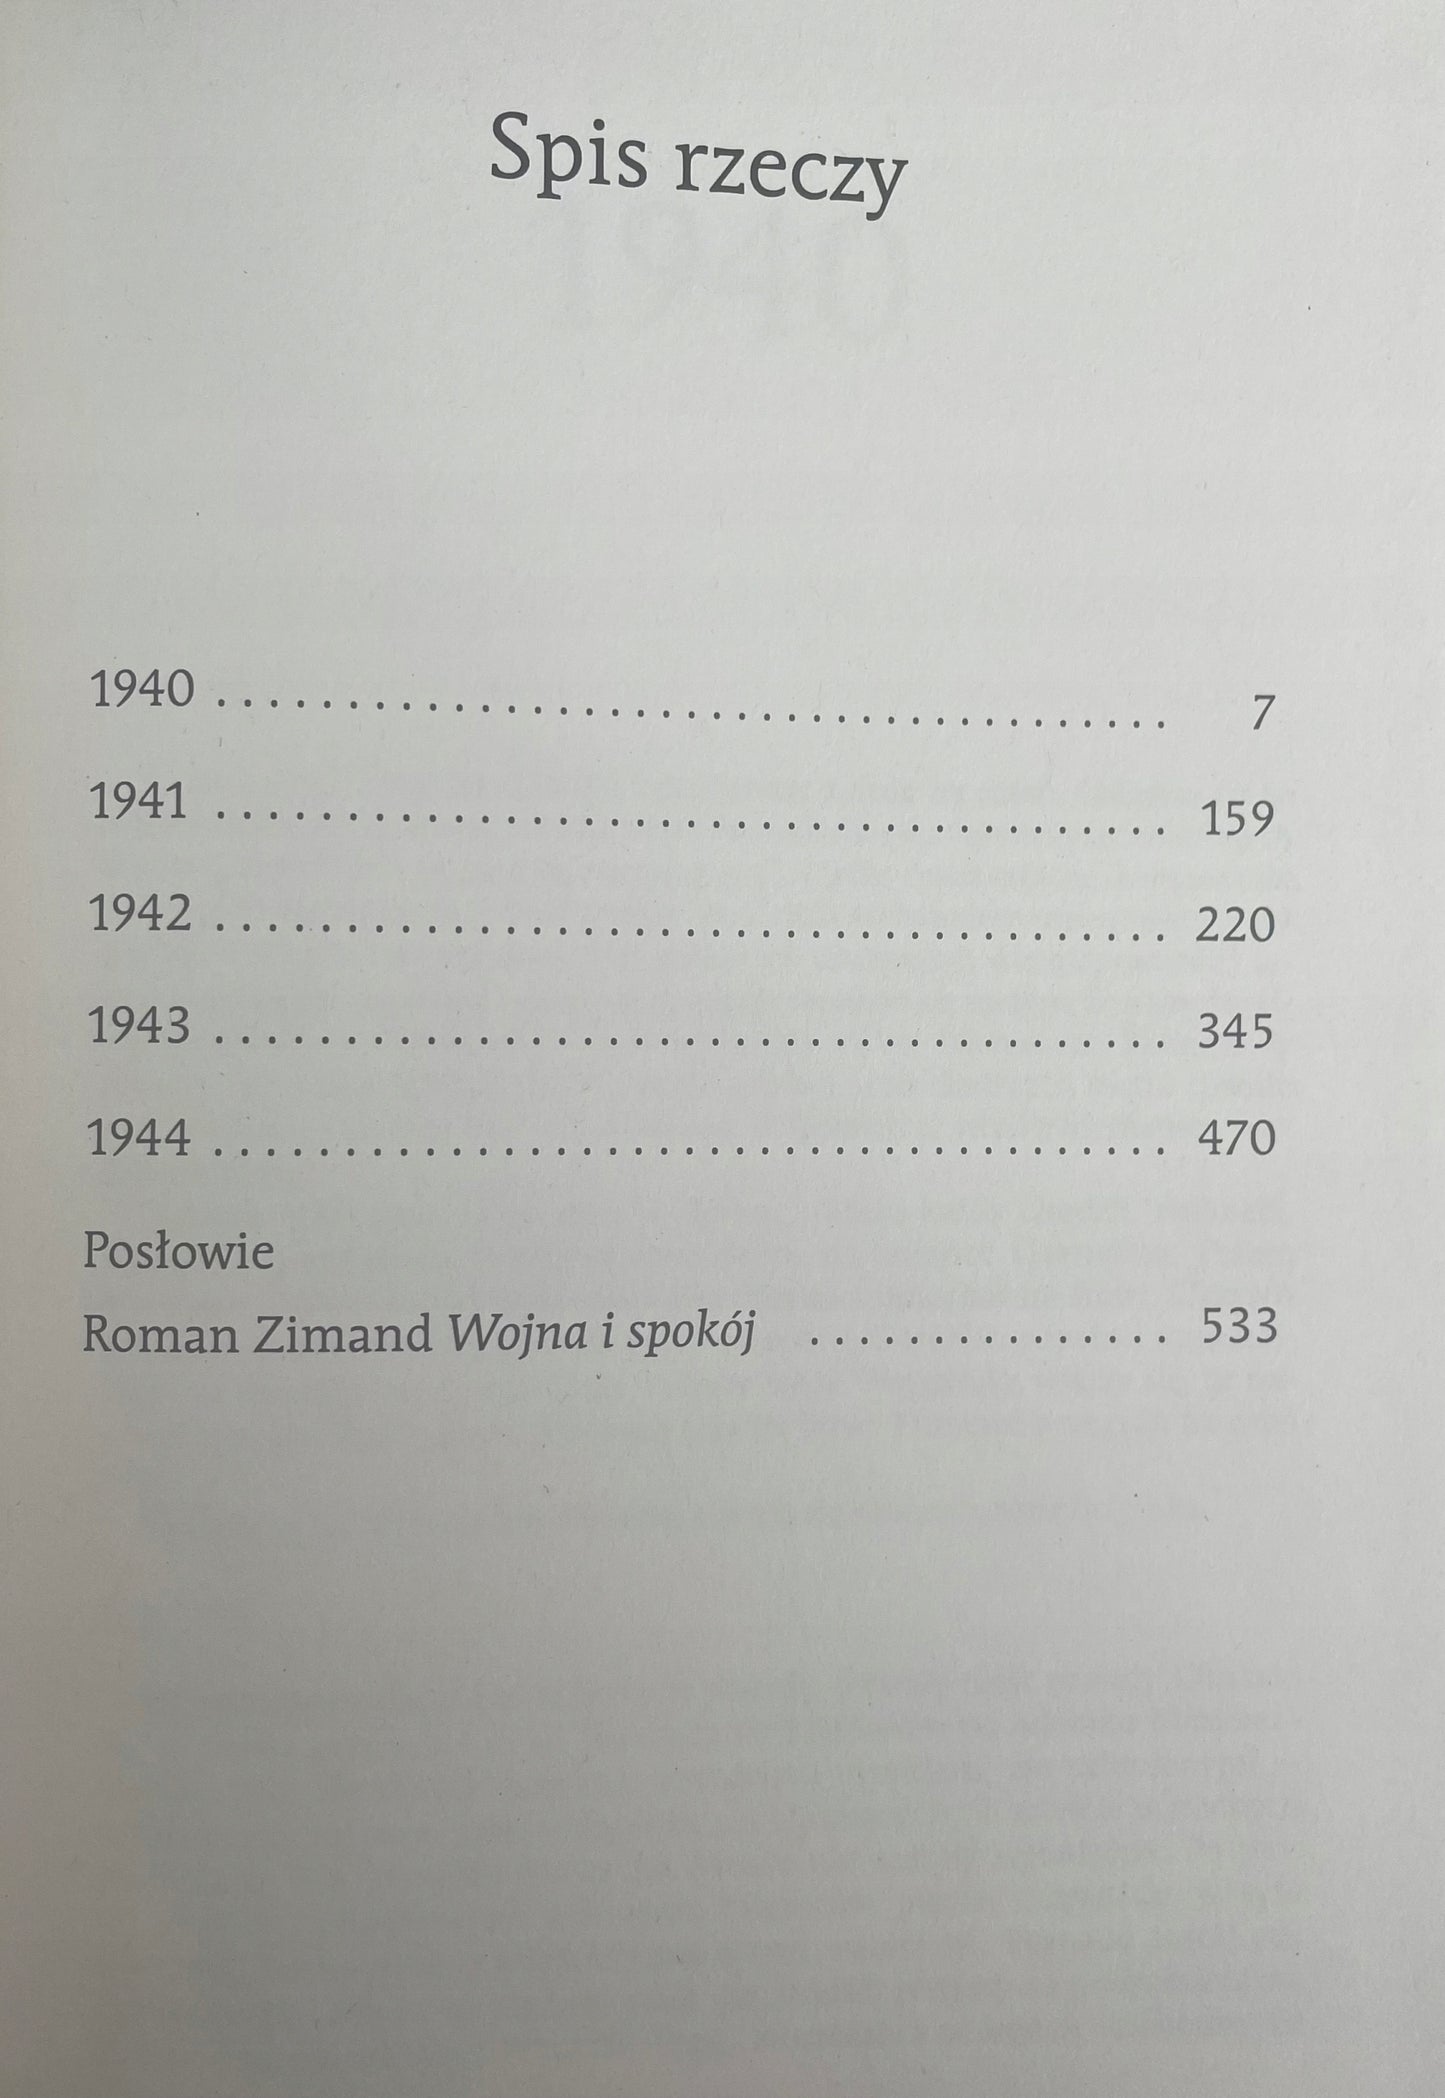 Spis rzeczy
1940 . . . . . . . . . . . . . . . . . . . . . . . . . . . . . . . . . . . . . 7
1941 . . . . . . . . . . . . . . . . . . . . . . . . . . . . . . . . . . . . . 159
1942 . . . . . . . . . . . . . . . . . . . . . . . . . . . . . . . . . . . . . 220
1943 . . . . . . . . . . . . . . . . . . . . . . . . . . . . . . . . . . . . . 345
1944 . . . . . . . . . . . . . . . . . . . . . . . . . . . . . . . . . . . . . 470
Posłowie
Roman Zimand Wojna i spokój . . . . . . . . . . . . . . 533